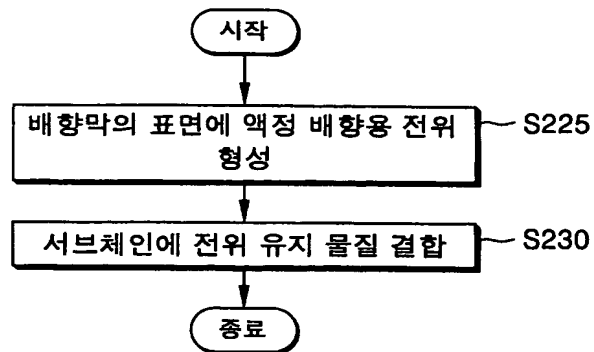 시작
배향막의 표면에 액정 배향용 전위
형성
S225
서브체인에 전위 유지 물질 결합
S230
종료